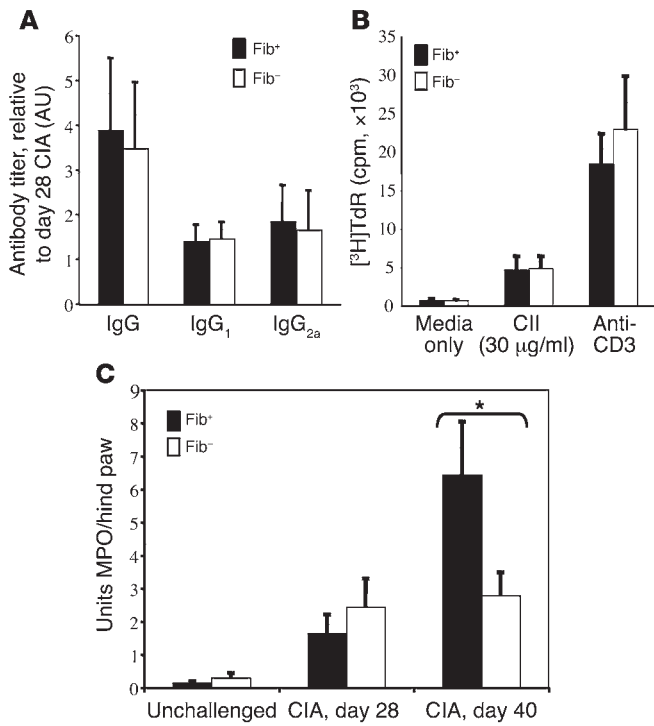 A
Antibody titer, relative
to day 28 CIA (AU)
6
5
4
3
2
1
0
Fib⁺
Fib⁻
IgG
IgG₁
IgG₂ₐ
B
[³H]TdR (cpm, ×10³)
35
30
25
20
15
10
5
0
Fib⁺
Fib⁻
Media
only
CII
(30 µg/ml)
Anti-
CD3
C
Units MPO/hind paw
9
8
7
6
5
4
3
2
1
0
Fib⁺
Fib⁻
*
Unchallenged
CIA, day 28
CIA, day 40